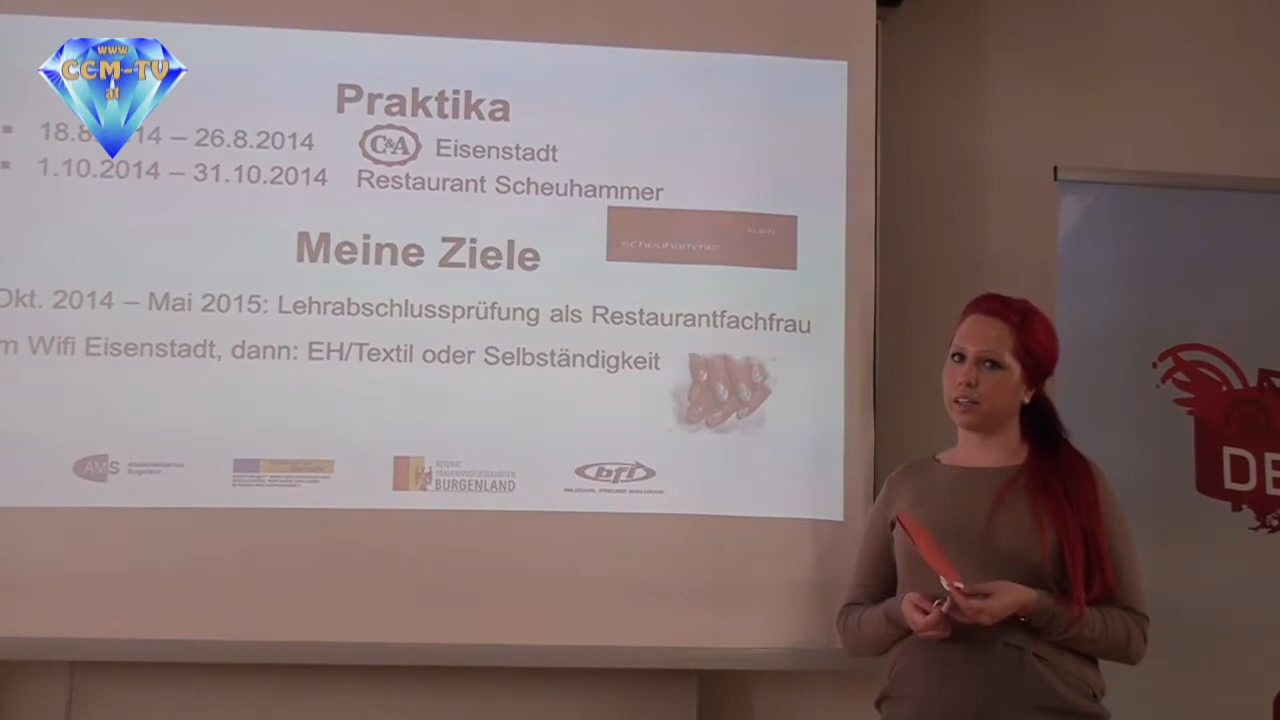 www
CCM-TV
at
Praktika
18.8 14 – 26.8.2014 C&A Eisenstadt
1.10.2014 – 31.10.2014 Restaurant Scheuhammer
scheuhammer
Meine Ziele
Okt. 2014 – Mai 2015: Lehrabschlussprüfung als Restaurantfachfrau
m Wifi Eisenstadt, dann: EH/Textil oder Selbständigkeit
AMS
BURGENLAND
bfi
DE